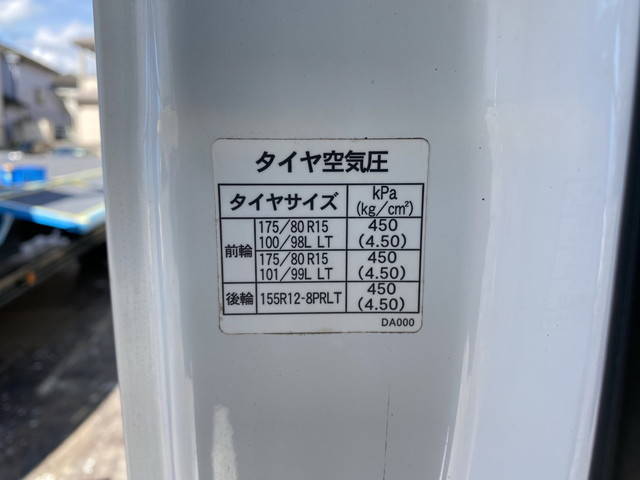 タイヤ空気圧
タイヤサイズ kPa (kg/cm²)
前輪 175/80 R15 100/98L LT 450 (4.50)
175/80 R15 101/99L LT 450 (4.50)
後輪 155R12-8PRLT 450 (4.50)
DA000